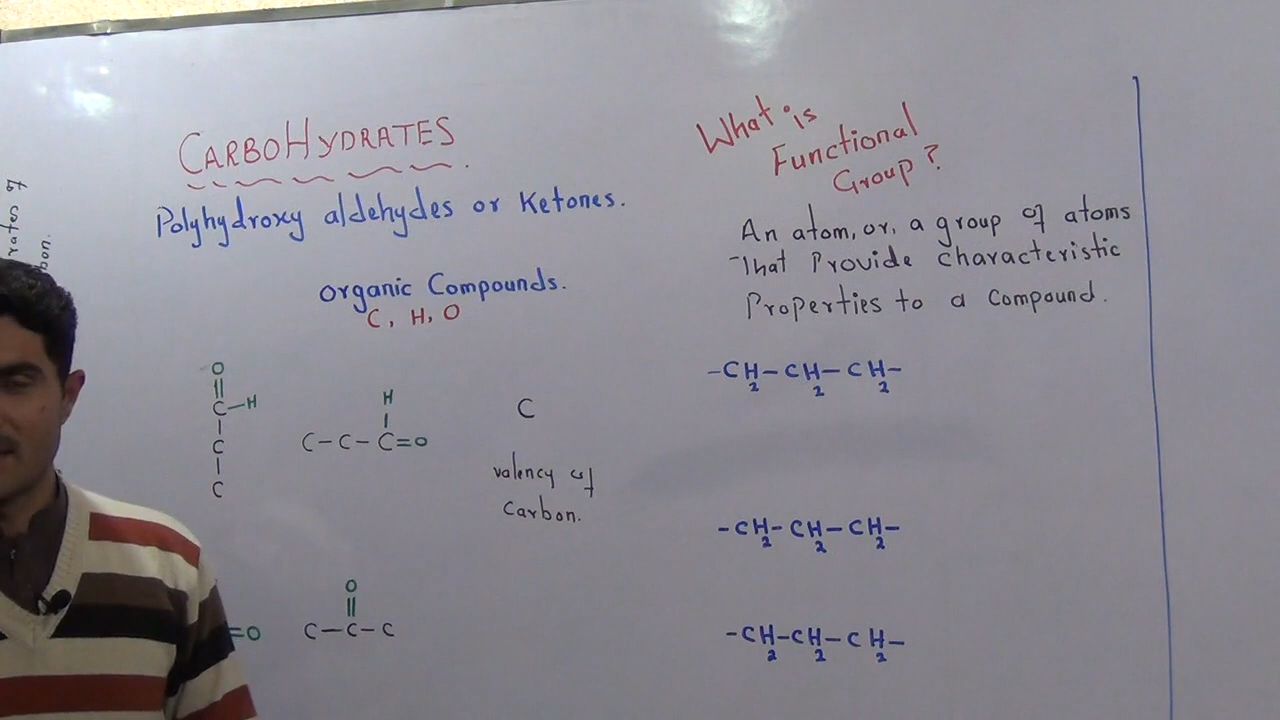 CARBOHYDRATES
Polyhydroxy aldehydes or Ketones.
organic Compounds.
C, H, O
O
||
C–H
|
C
|
C
H
|
C–C–C=O
C
valency of
Carbon.
=O
O
||
C–C–C
What is
Functional
Group?
An atom, or, a group of atoms
That Provide characteristic
Properties to a Compound.
–CH2–CH2–CH2–
–CH2–CH2–CH2–
–CH2–CH2–CH2–